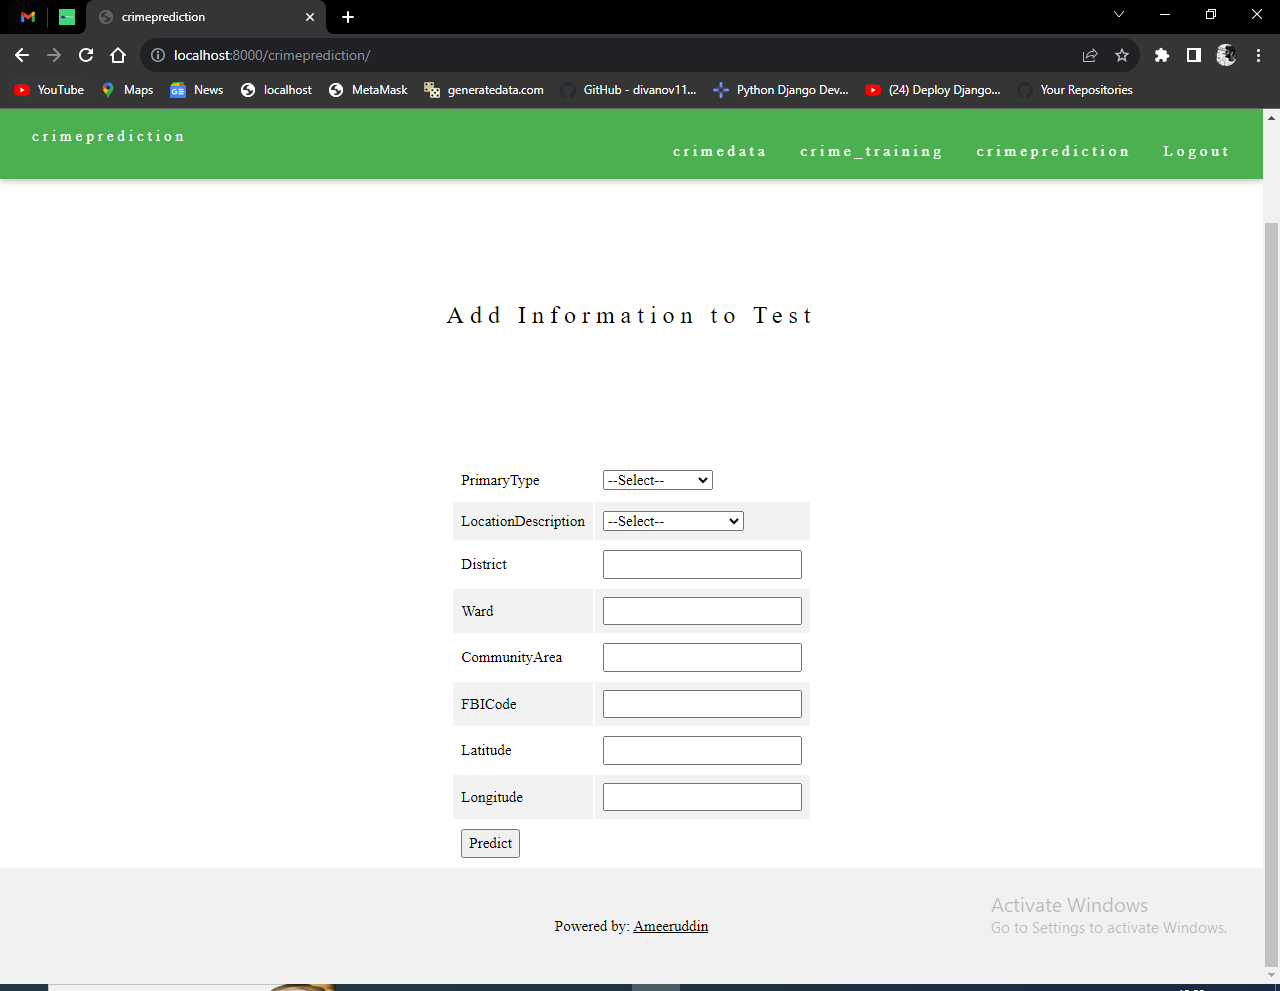 crimeprediction
localhost:8000/crimeprediction/
YouTube Maps News localhost MetaMask generatedata.com GitHub - divanov11... Python Django Dev... (24) Deploy Django... Your Repositories
crimeprediction
crimedata crime_training crimeprediction Logout
Add Information to Test
PrimaryType --Select--
LocationDescription --Select--
District
Ward
CommunityArea
FBICode
Latitude
Longitude
Predict
Activate Windows
Go to Settings to activate Windows.
Powered by: Ameeruddin